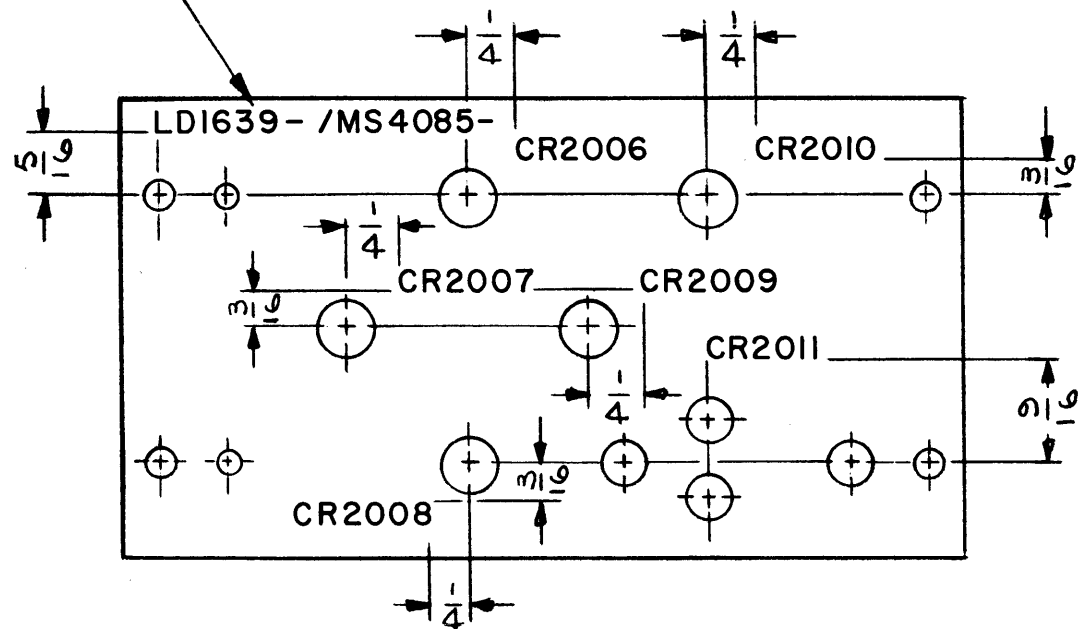 1/4 1/4
LD1639- /MS4085-
5/16 CR2006 CR2010 3/16
1/4
CR2007 CR2009
3/16
CR2011
1/4 9/16
3/16
CR2008
1/4